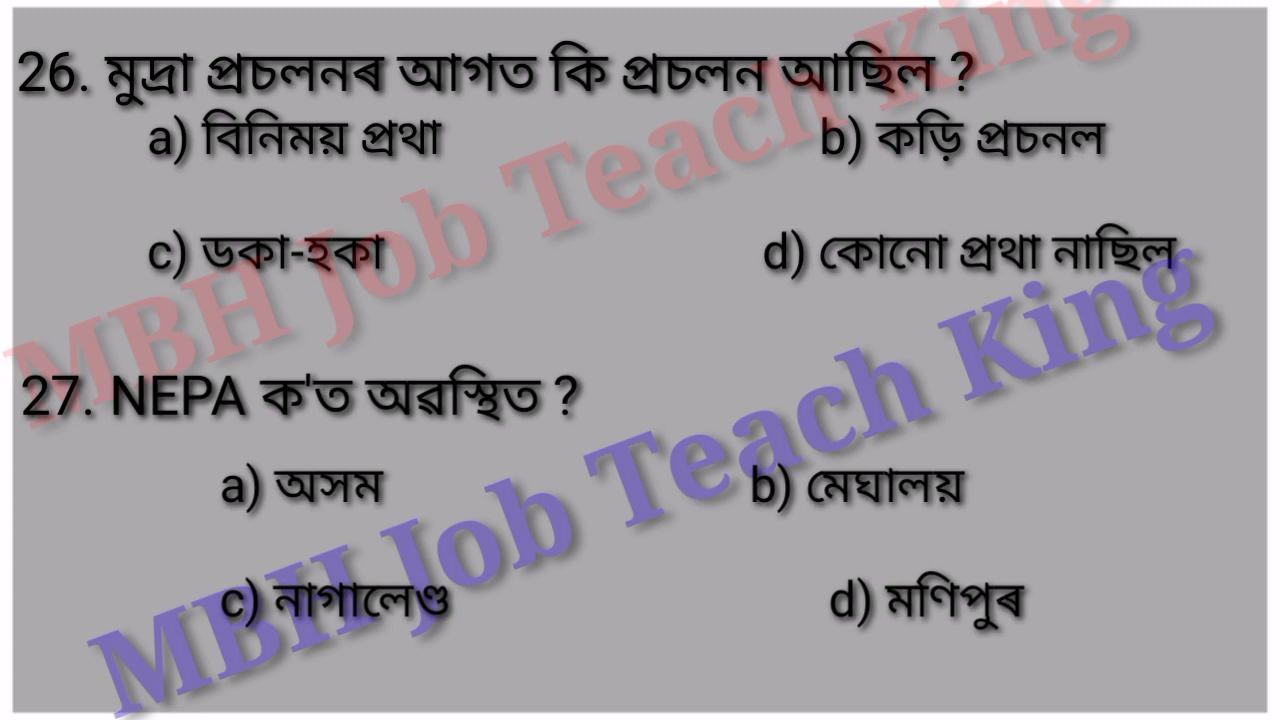 26. মুদ্ৰা প্ৰচলনৰ আগত কি প্ৰচলন আছিল ?
a) বিনিময় প্ৰথা b) কড়ি প্ৰচনল
c) ডকা-হকা d) কোনো প্ৰথা নাছিল
MBH Job Teach King
27. NEPA ক'ত অৱস্থিত ?
a) অসম b) মেঘালয়
c) নাগালেণ্ড d) মণিপুৰ
MBH Job Teach King